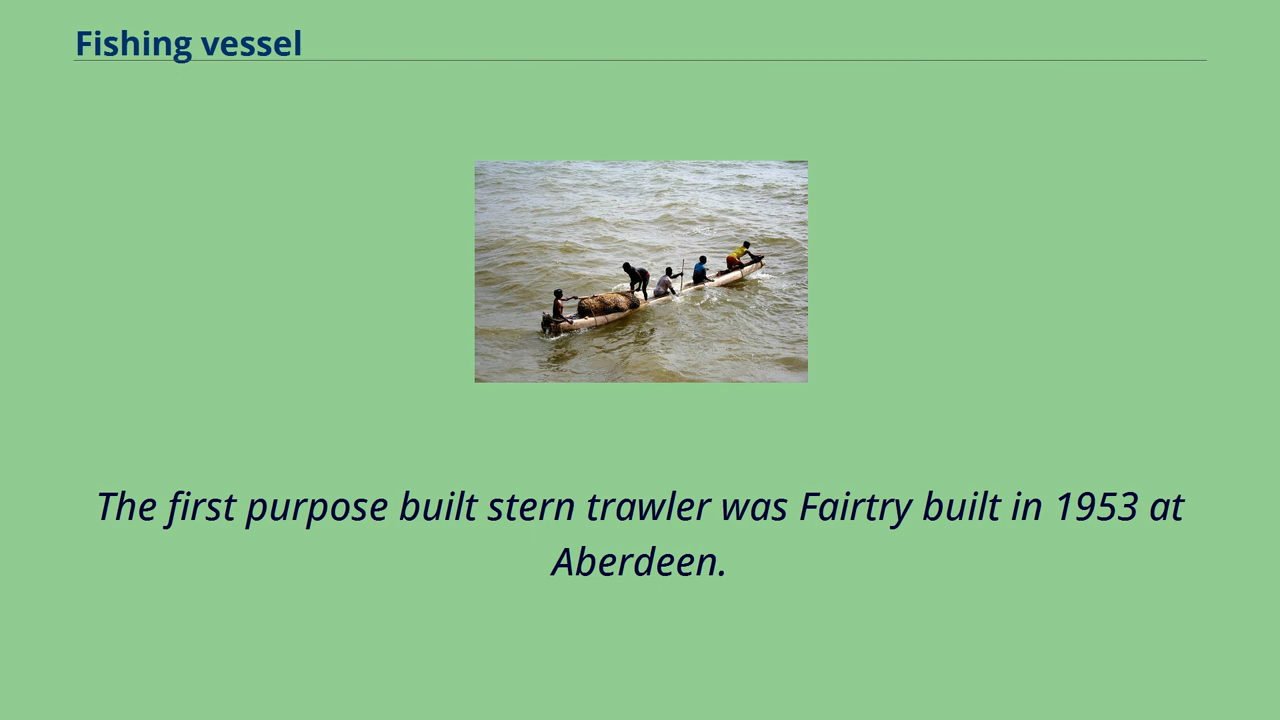 Fishing vessel
The first purpose built stern trawler was Fairtry built in 1953 at
Aberdeen.